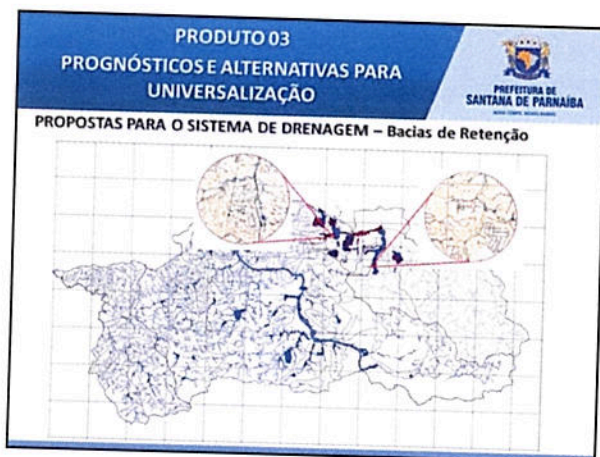 PRODUTO 03
PROGNÓSTICOS E ALTERNATIVAS PARA
UNIVERSALIZAÇÃO
PREFEITURA DE
SANTANA DE PARNAÍBA
PROPOSTAS PARA O SISTEMA DE DRENAGEM – Bacias de Retenção